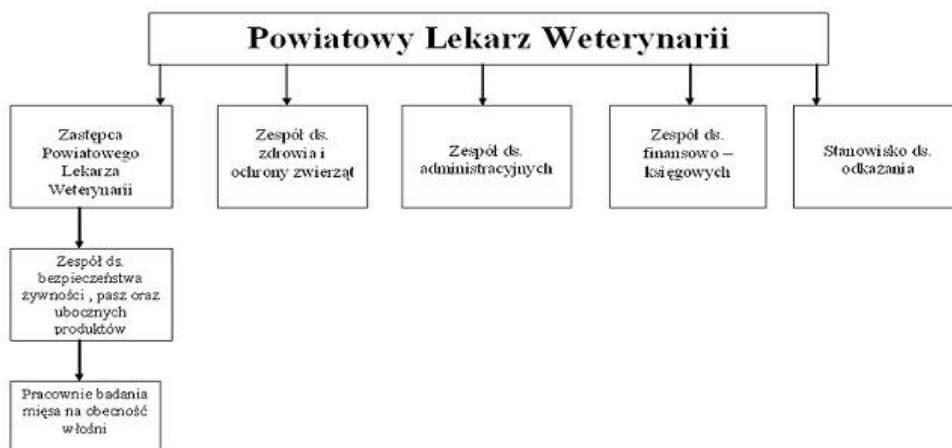 Powiatowy Lekarz Weterynarii
Zastępca
Powiatowego
Lekarza
Weterynarii
Zespół ds.
zdrowia i
ochrony zwierząt
Zespół ds.
administracyjnych
Zespół ds.
finansowo –
księgowych
Stanowisko ds.
odkażania
Zespół ds.
bezpieczeństwa
żywności , pasz oraz
ubocznych
produktów
Pracownie badania
mięsa na obecność
włośni